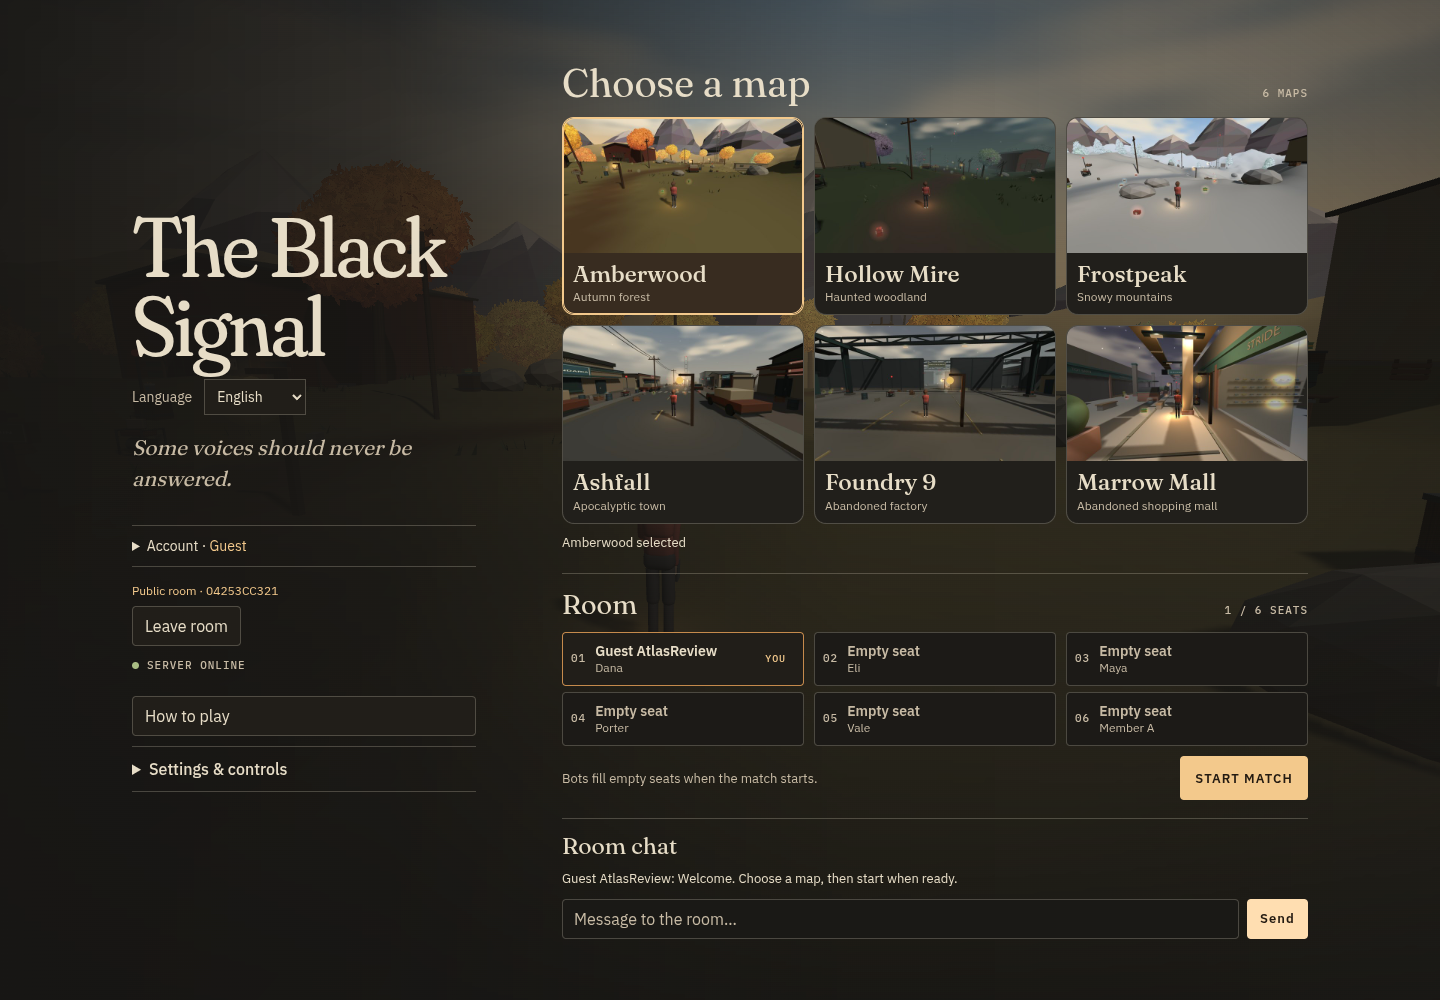 The Black
Signal
Language English
Some voices should never be
answered.
Account · Guest
Public room · 04253CC321
Leave room
SERVER ONLINE
How to play
Settings & controls
Choose a map
6 MAPS
STRIDE
Amberwood
Autumn forest
Hollow Mire
Haunted woodland
Frostpeak
Snowy mountains
Ashfall
Apocalyptic town
Foundry 9
Abandoned factory
Marrow Mall
Abandoned shopping mall
Amberwood selected
Room
1 / 6 SEATS
01 Guest AtlasReview YOU
Dana
02 Empty seat
Eli
03 Empty seat
Maya
04 Empty seat
Porter
05 Empty seat
Vale
06 Empty seat
Member A
Bots fill empty seats when the match starts.
START MATCH
Room chat
Guest AtlasReview: Welcome. Choose a map, then start when ready.
Message to the room…
Send